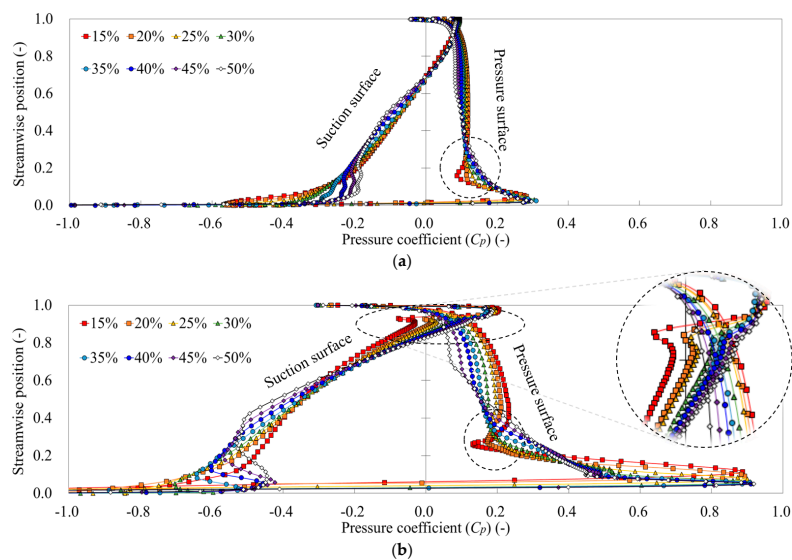 1.0
0.8
0.6
0.4
0.2
0.0
Streamwise position (-)
15% 20% 25% 30%
35% 40% 45% 50%
Suction surface
Pressure surface
-1.0 -0.8 -0.6 -0.4 -0.2 0.0 0.2 0.4 0.6 0.8 1.0
Pressure coefficient (Cp) (-)
(a)
1.0
0.8
0.6
0.4
0.2
0.0
Streamwise position (-)
15% 20% 25% 30%
35% 40% 45% 50%
Suction surface
Pressure surface
-1.0 -0.8 -0.6 -0.4 -0.2 0.0 0.2 0.4 0.6 0.8 1.0
Pressure coefficient (Cp) (-)
(b)